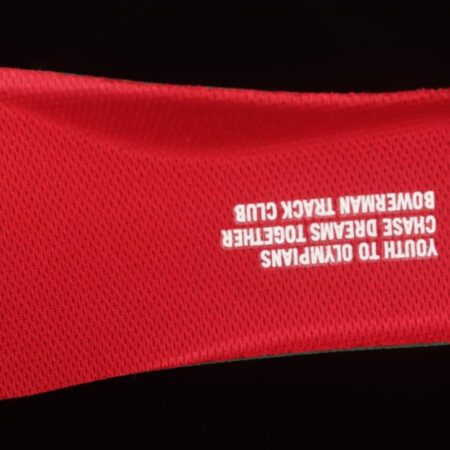 YOUTH TO OLYMPIANS
CHASE DREAMS TOGETHER
BOWERMAN TRACK CLUB